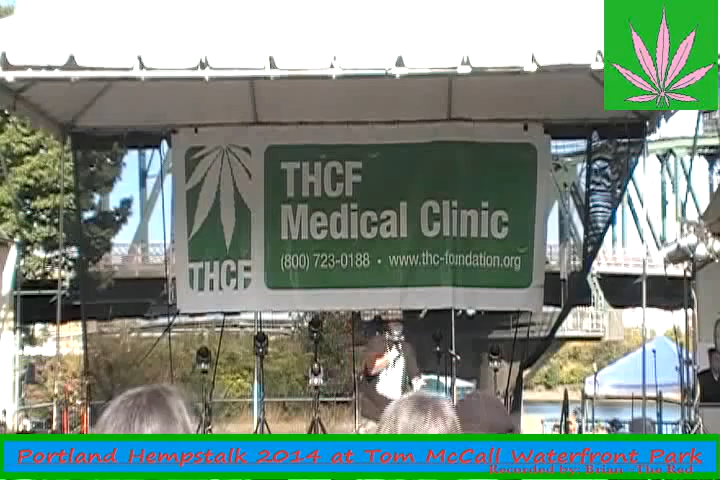 THCF
Medical Clinic
(800) 723-0188 • www.thc-foundation.org
THCF
Portland Hempstalk 2014 at Tom McCall Waterfront Park
Recorded by: Brian "The Red"